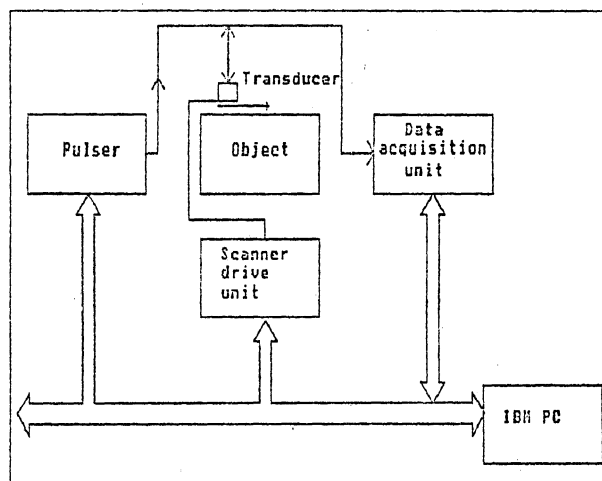 Transducer
Pulser
Object
Data
acquisition
unit
Scanner
drive
unit
IBM PC